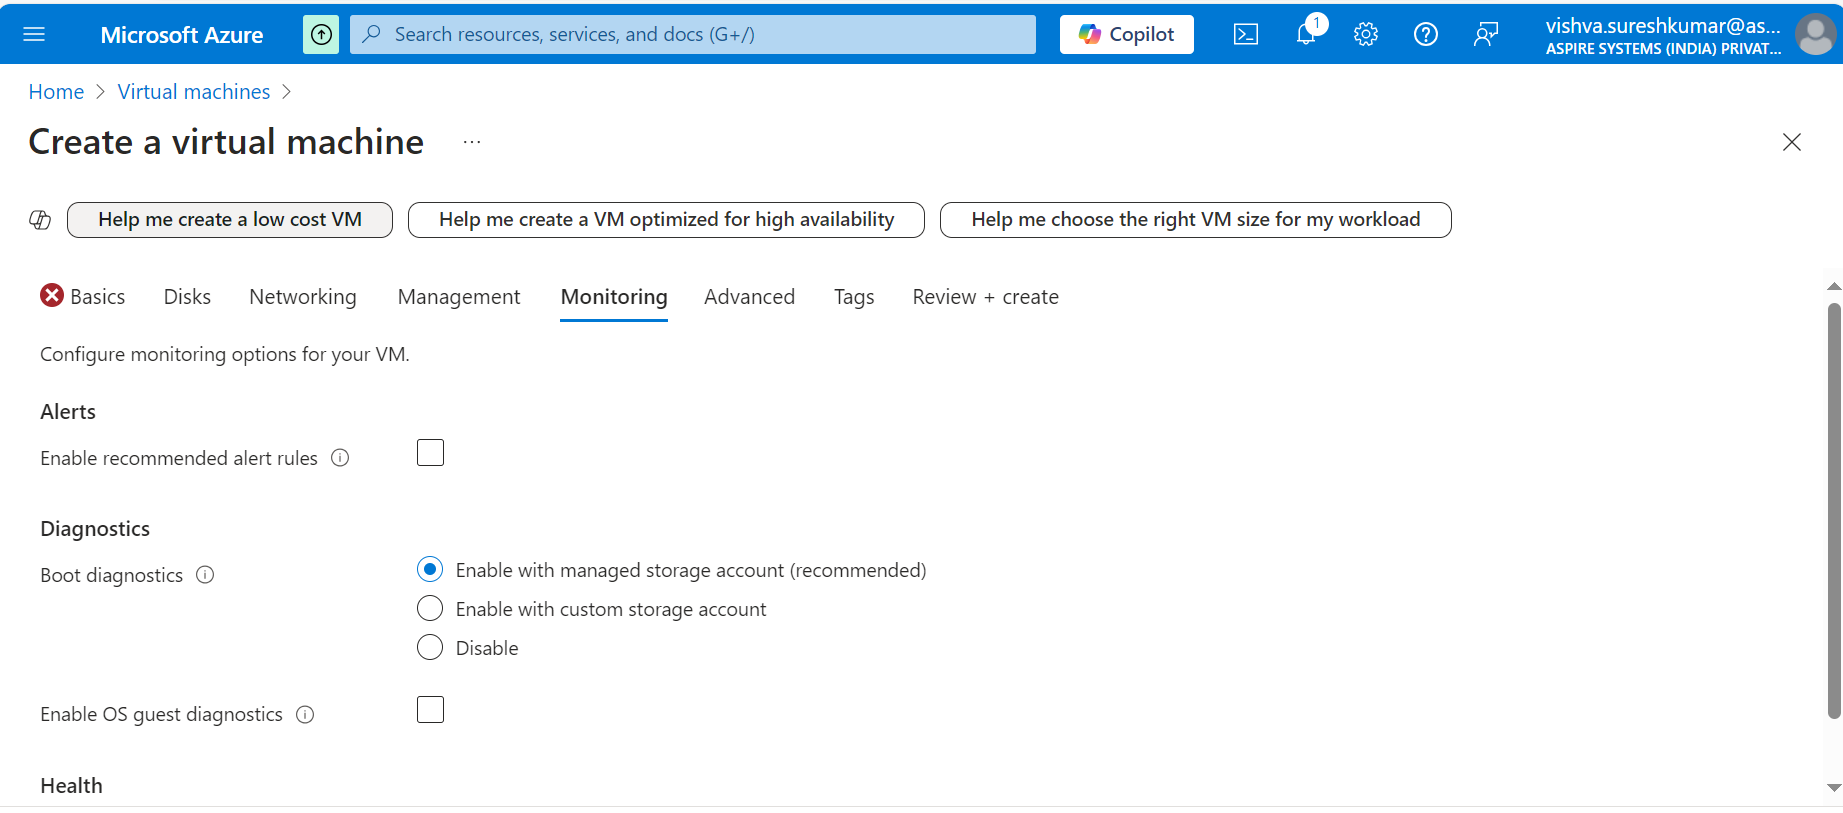 Microsoft Azure
Search resources, services, and docs (G+/)
Copilot
1
vishva.sureshkumar@as...
ASPIRE SYSTEMS (INDIA) PRIVAT...
Home > Virtual machines >
Create a virtual machine ...
Help me create a low cost VM
Help me create a VM optimized for high availability
Help me choose the right VM size for my workload
Basics Disks Networking Management Monitoring Advanced Tags Review + create
Configure monitoring options for your VM.
Alerts
Enable recommended alert rules
Diagnostics
Boot diagnostics
Enable with managed storage account (recommended)
Enable with custom storage account
Disable
Enable OS guest diagnostics
Health